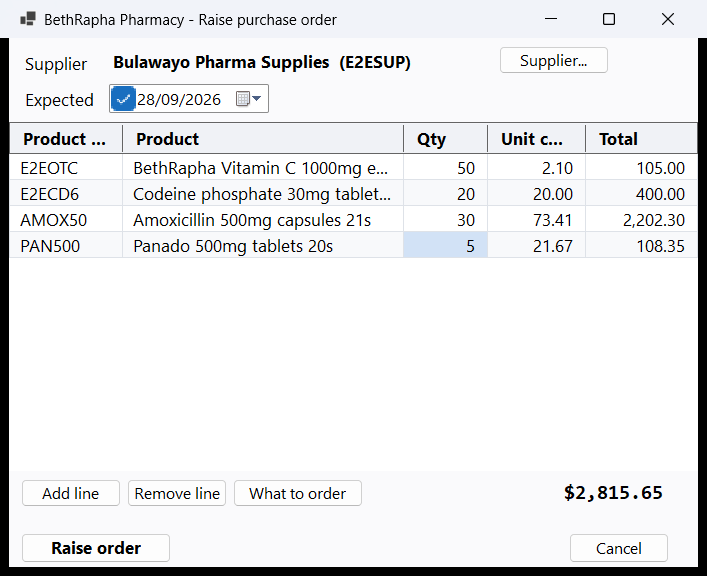 BethRapha Pharmacy - Raise purchase order
Supplier Bulawayo Pharma Supplies (E2ESUP) Supplier...
Expected 28/09/2026
Product ... Product Qty Unit c... Total
E2EOTC BethRapha Vitamin C 1000mg e... 50 2.10 105.00
E2ECD6 Codeine phosphate 30mg tablet... 20 20.00 400.00
AMOX50 Amoxicillin 500mg capsules 21s 30 73.41 2,202.30
PAN500 Panado 500mg tablets 20s 5 21.67 108.35
Add line Remove line What to order $2,815.65
Raise order Cancel